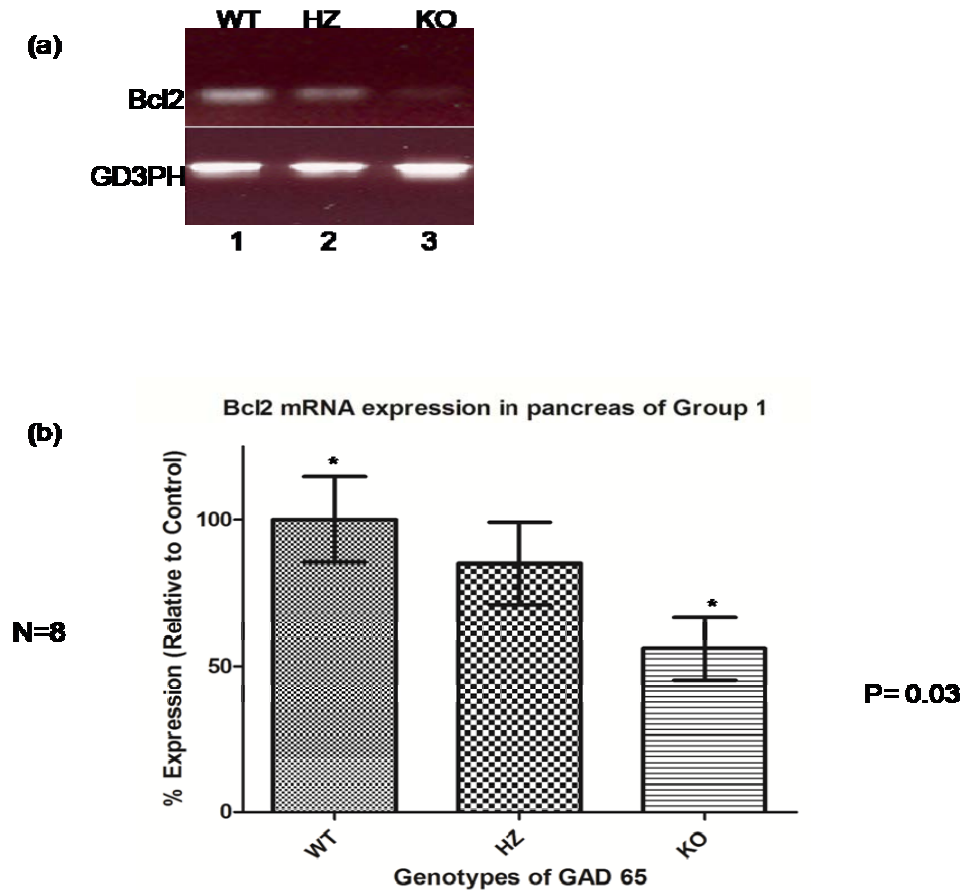 WT HZ KO
(a)
Bcl2
GD3PH
1 2 3
Bcl2 mRNA expression in pancreas of Group 1
(b)
% Expression (Relative to Control)
*
100
*
N=8
50
P= 0.03
0
WT HZ KO
Genotypes of GAD 65